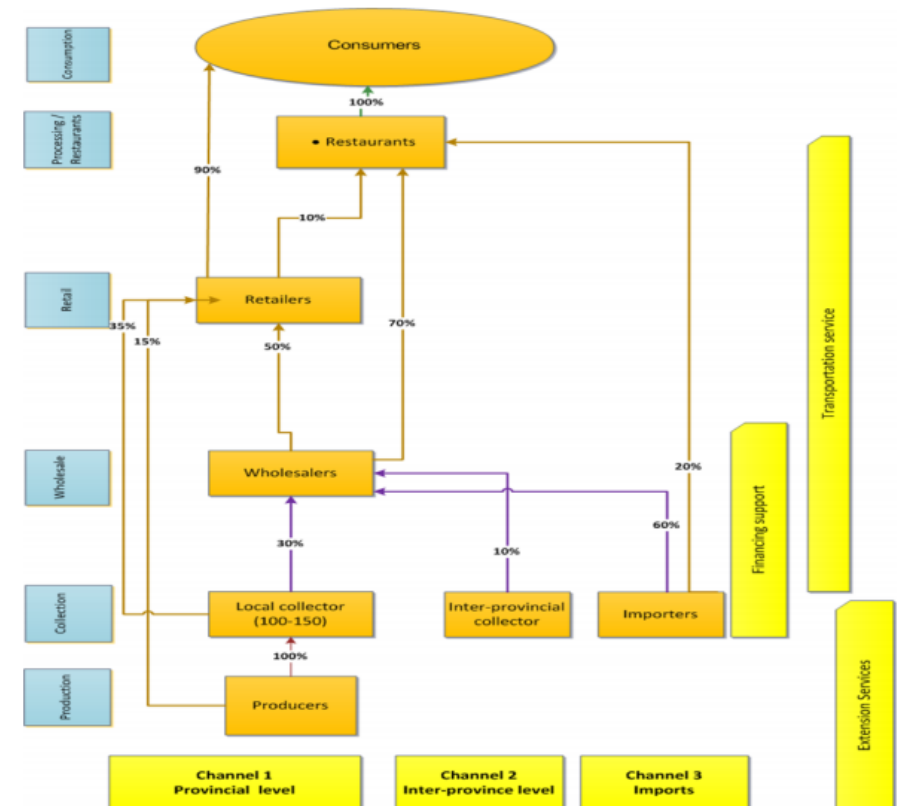 Consumption
Consumers
100%
Processing /
Restaurants
• Restaurants
90%
10%
Retail
Retailers
35%
15%
50%
70%
Transportation service
Wholesale
Wholesalers
20%
30%
10%
60%
Financing support
Collection
Local collector
(100-150)
Inter-provincial
collector
Importers
100%
Production
Producers
Extension Services
Channel 1
Provincial level
Channel 2
Inter-province level
Channel 3
Imports